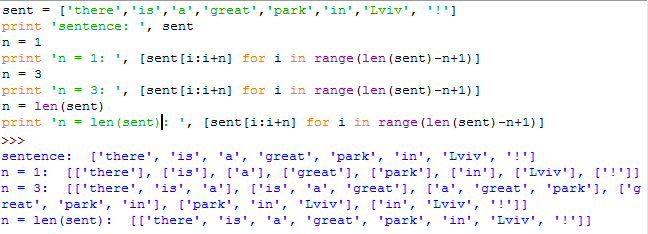 sent = ['there','is','a','great','park','in','Lviv', '!']
print 'sentence: ', sent
n = 1
print 'n = 1: ', [sent[i:i+n] for i in range(len(sent)-n+1)]
n = 3
print 'n = 3: ', [sent[i:i+n] for i in range(len(sent)-n+1)]
n = len(sent)
print 'n = len(sent): ', [sent[i:i+n] for i in range(len(sent)-n+1)]
>>>
sentence:  ['there', 'is', 'a', 'great', 'park', 'in', 'Lviv', '!']
n = 1:  [['there'], ['is'], ['a'], ['great'], ['park'], ['in'], ['Lviv'], ['!']]
n = 3:  [['there', 'is', 'a'], ['is', 'a', 'great'], ['a', 'great', 'park'], ['g
reat', 'park', 'in'], ['park', 'in', 'Lviv'], ['in', 'Lviv', '!']]
n = len(sent):  [['there', 'is', 'a', 'great', 'park', 'in', 'Lviv', '!']]